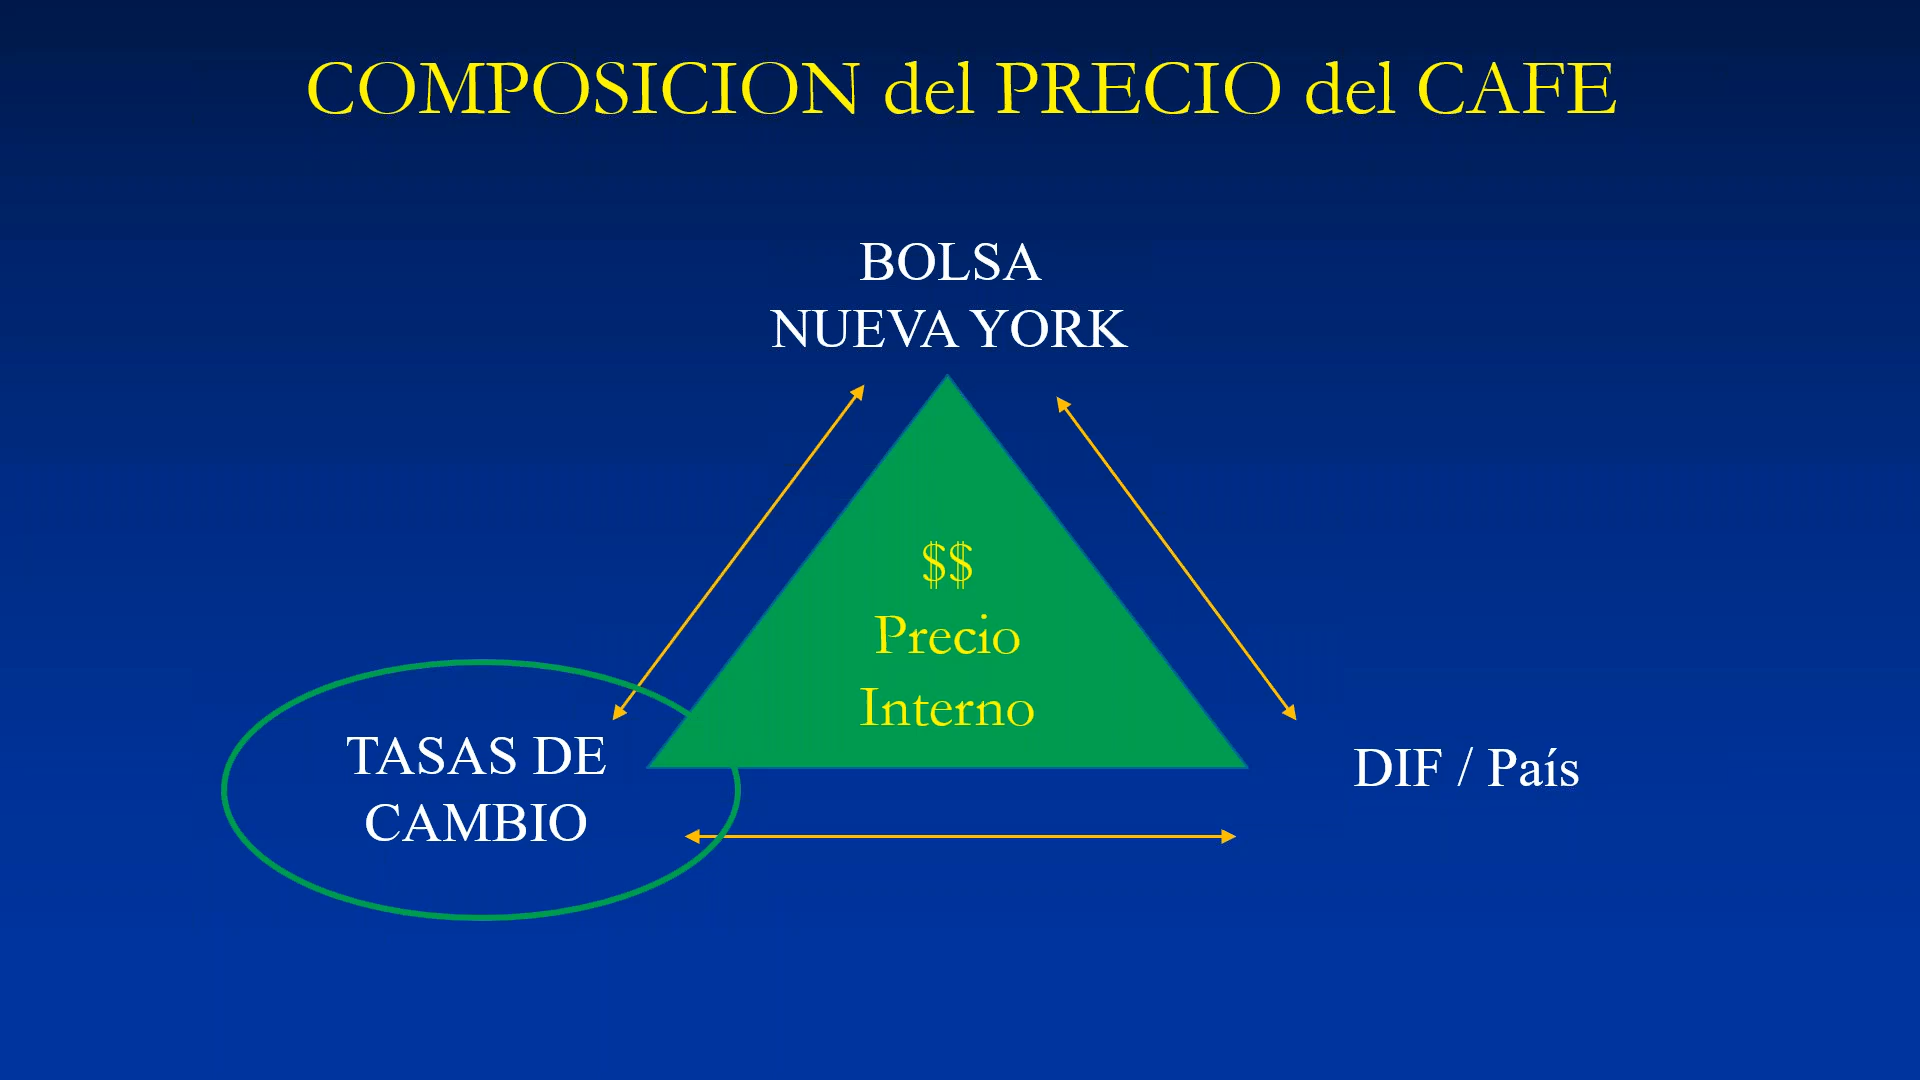 COMPOSICION del PRECIO del CAFE
BOLSA
NUEVA YORK
$$
Precio
Interno
TASAS DE
CAMBIO
DIF / País